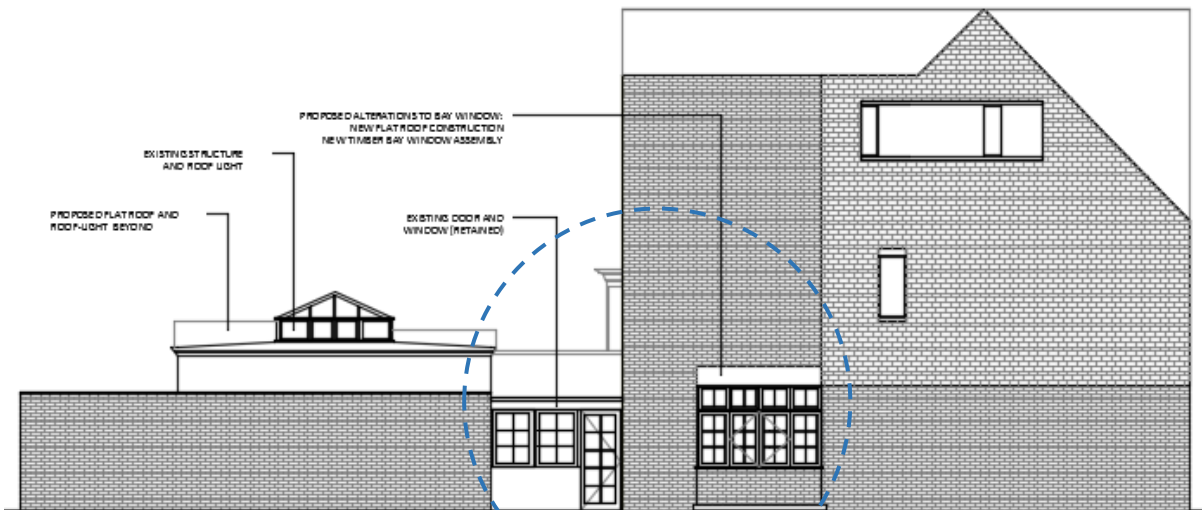 PROPOSED ALTERATIONS TO BAY WINDOW:
NEW FLAT ROOF CONSTRUCTION
NEW TIMBER BAY WINDOW ASSEMBLY
EXISTING STRUCTURE
AND ROOF LIGHT
PROPOSED FLAT ROOF AND
ROOF-LIGHT BEYOND
EXISTING DOOR AND
WINDOW (RETAINED)